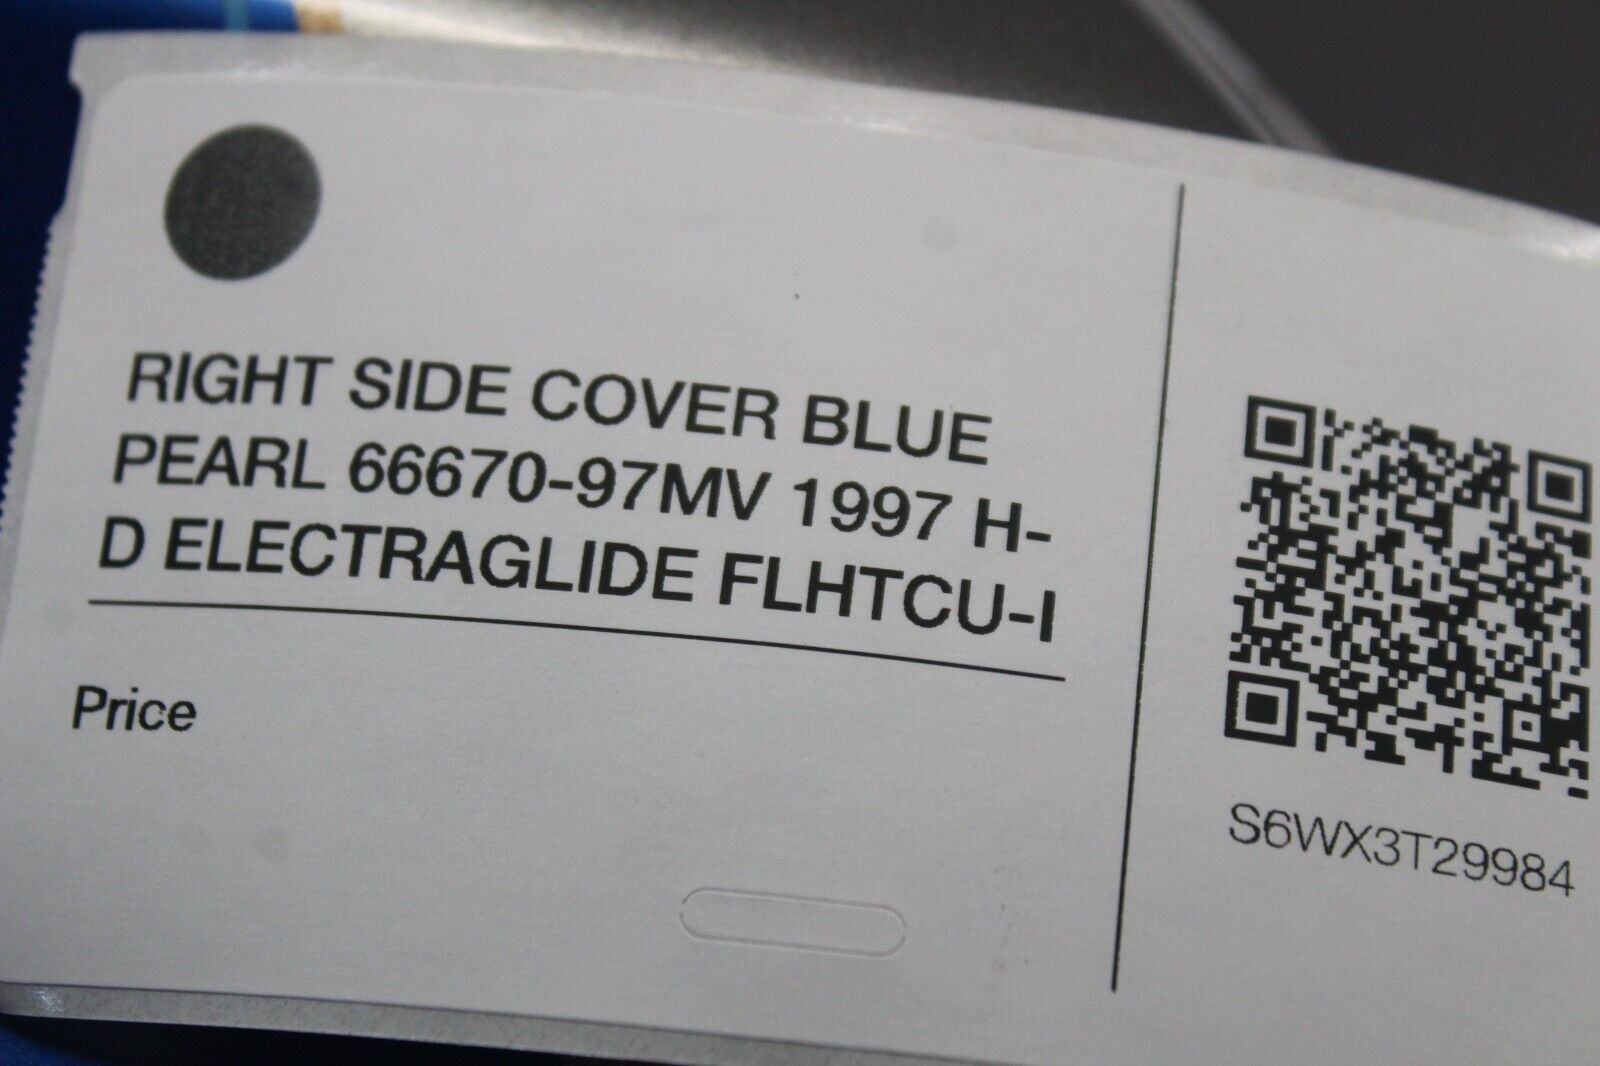 RIGHT SIDE COVER BLUE
PEARL 66670-97MV 1997 H-
D ELECTRAGLIDE FLHTCU-I
Price
S6WX3T29984